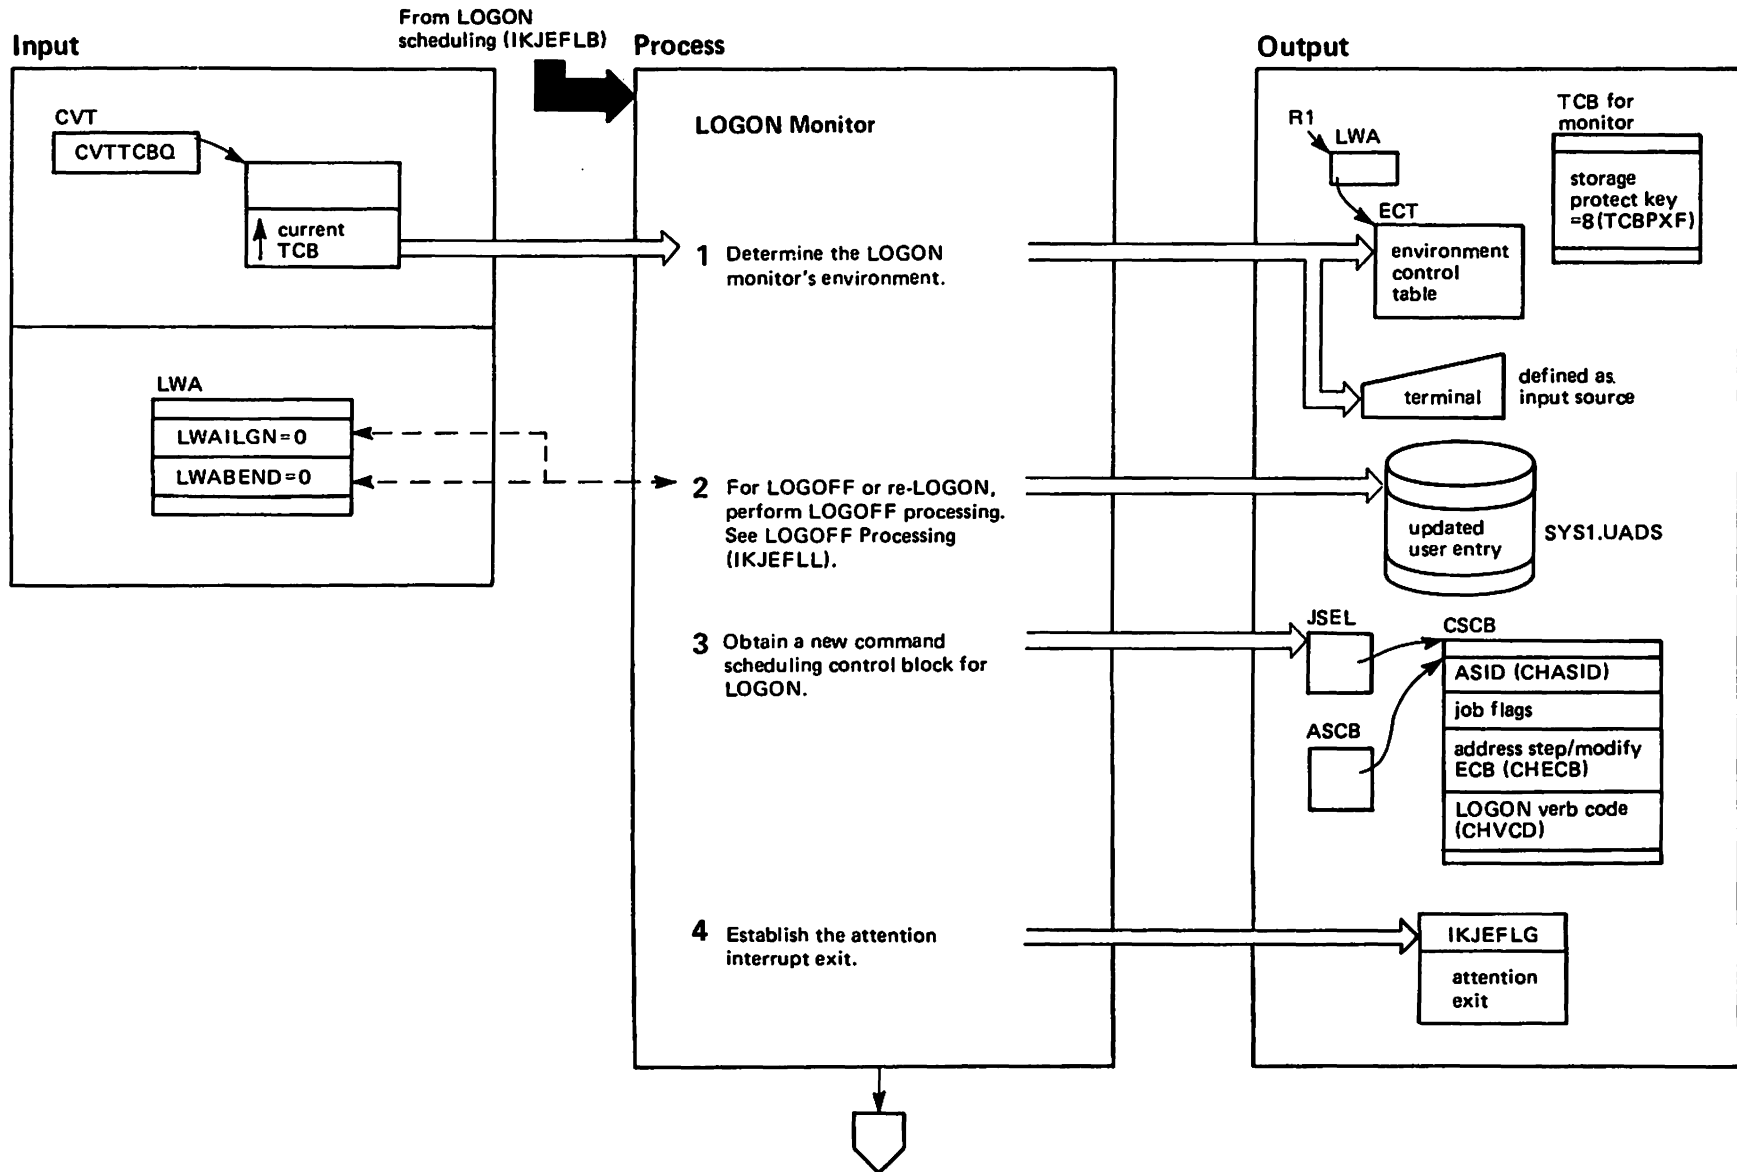 From LOGON
scheduling (IKJEFLB)
Input
Process
Output
CVT
CVTTCBQ
current
TCB
LWA
LWAILGN=0
LWABEND=0
LOGON Monitor
1 Determine the LOGON
monitor's environment.
2 For LOGOFF or re-LOGON,
perform LOGOFF processing.
See LOGOFF Processing
(IKJEFLL).
3 Obtain a new command
scheduling control block for
LOGON.
4 Establish the attention
interrupt exit.
R1
LWA
ECT
environment
control
table
TCB for
monitor
storage
protect key
=8(TCBPXF)
terminal
defined as
input source
updated
user entry
SYS1.UADS
JSEL
ASCB
CSCB
ASID (CHASID)
job flags
address step/modify
ECB (CHECB)
LOGON verb code
(CHVCD)
IKJEFLG
attention
exit